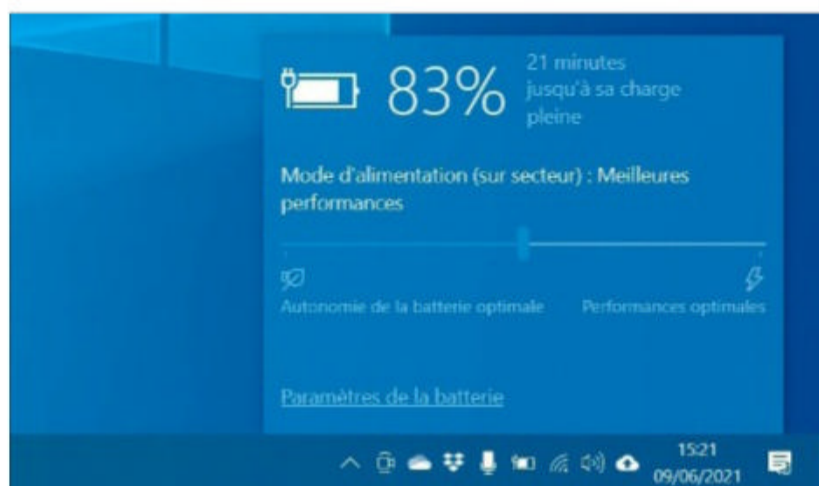 83%
21 minutes
jusqu'à sa charge
pleine
Mode d'alimentation (sur secteur) : Meilleures
performances
Autonomie de la batterie optimale
Performances optimales
Paramètres de la batterie
15:21
09/06/2021